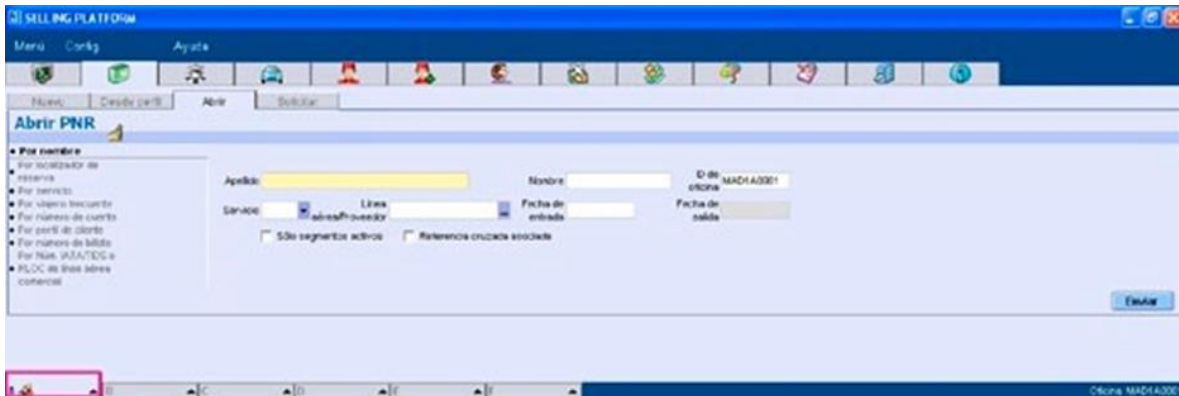 SELLING PLATFORM
Menú Config Ayuda
Nuevo Desde perfil Abrir Solicitar
Abrir PNR
Por nombre
Por localizador de
reserva
Por servicio
Por viajero frecuente
Por número de cuenta
Por perfil de cliente
Por número de billete
Por Núm. IATA/TIDS o
RLOC de línea aérea
comercial
Apellido Nombre ID de
oficina MAD1A0001
Servicio Línea
aérea/Proveedor Fecha de
entrada Fecha de
salida
Sólo segmentos activos Referencia cruzada asociada
Enviar
C D E F
Oficina MAD1A0001